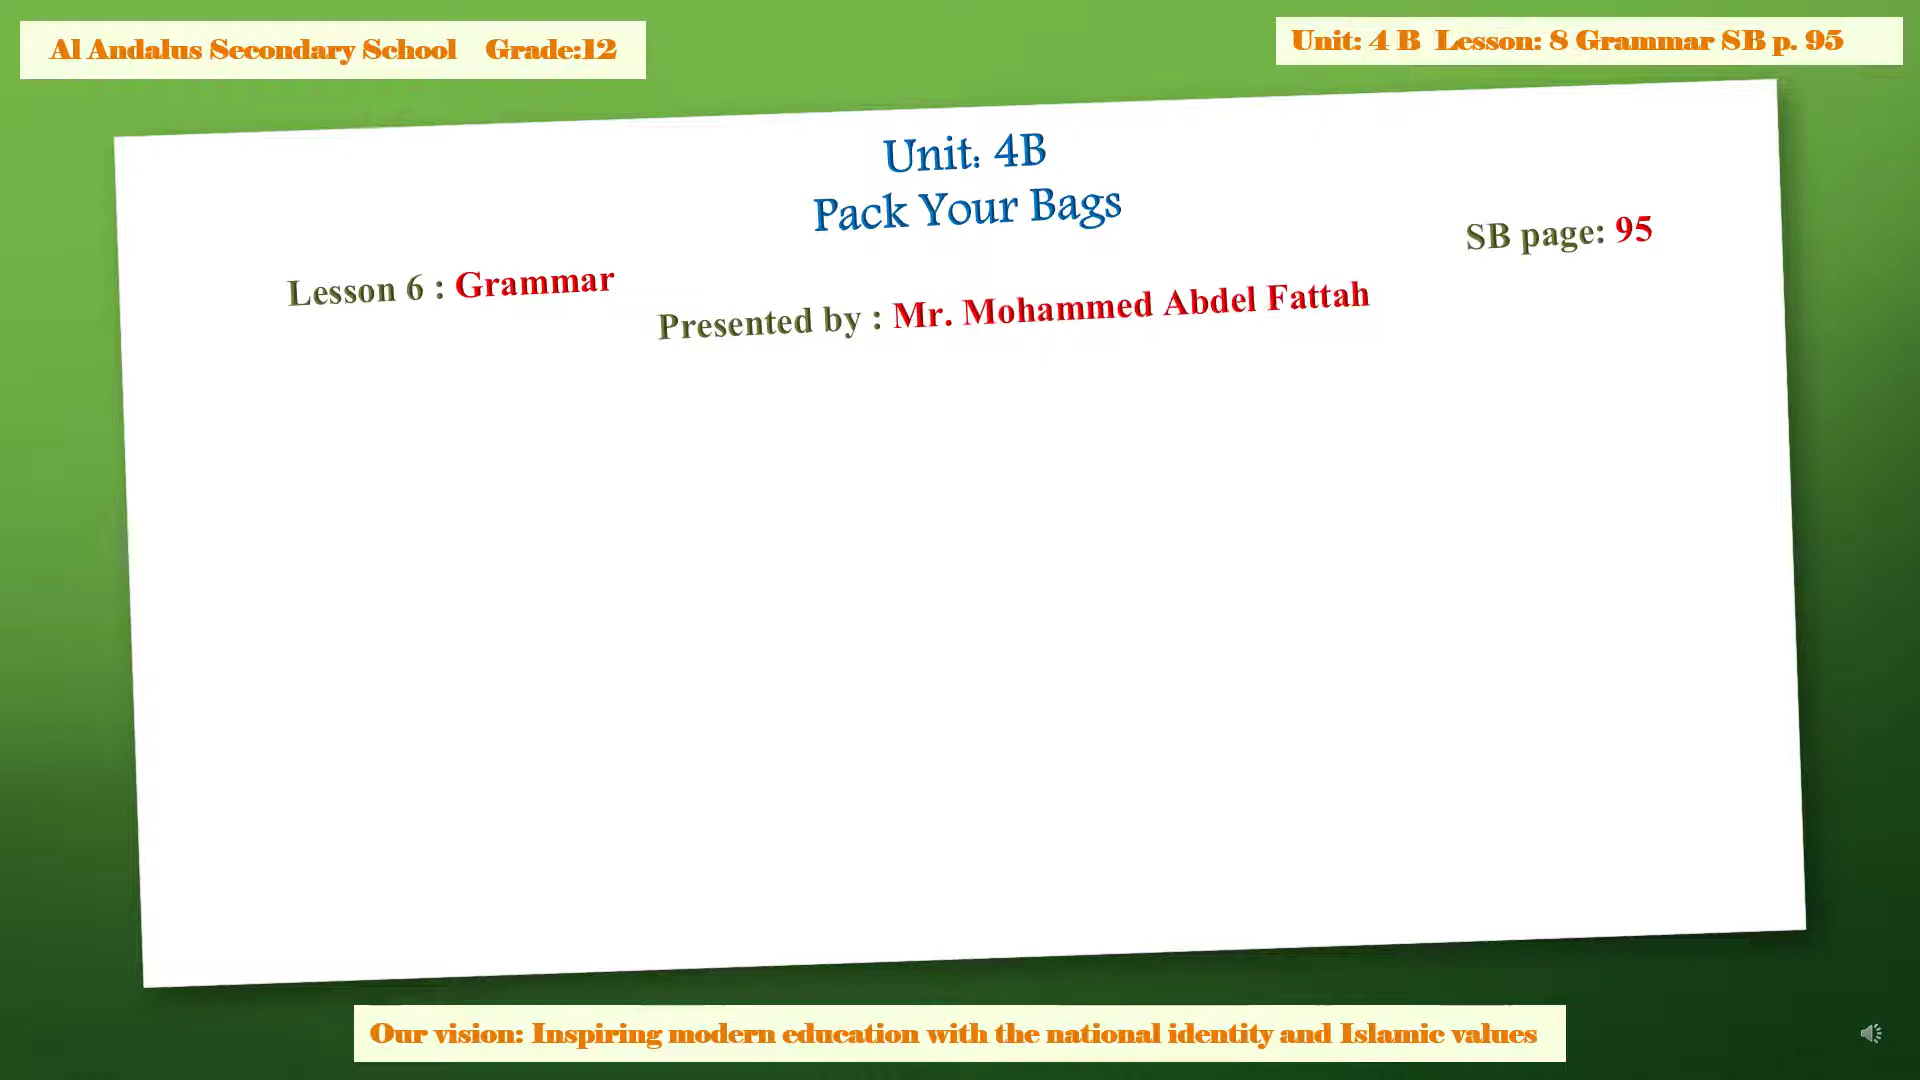 Al Andalus Secondary School Grade:12
Unit: 4 B Lesson: 8 Grammar SB p. 95
Unit: 4B
Pack Your Bags
SB page: 95
Lesson 6 : Grammar
Presented by : Mr. Mohammed Abdel Fattah
Our vision: Inspiring modern education with the national identity and Islamic values